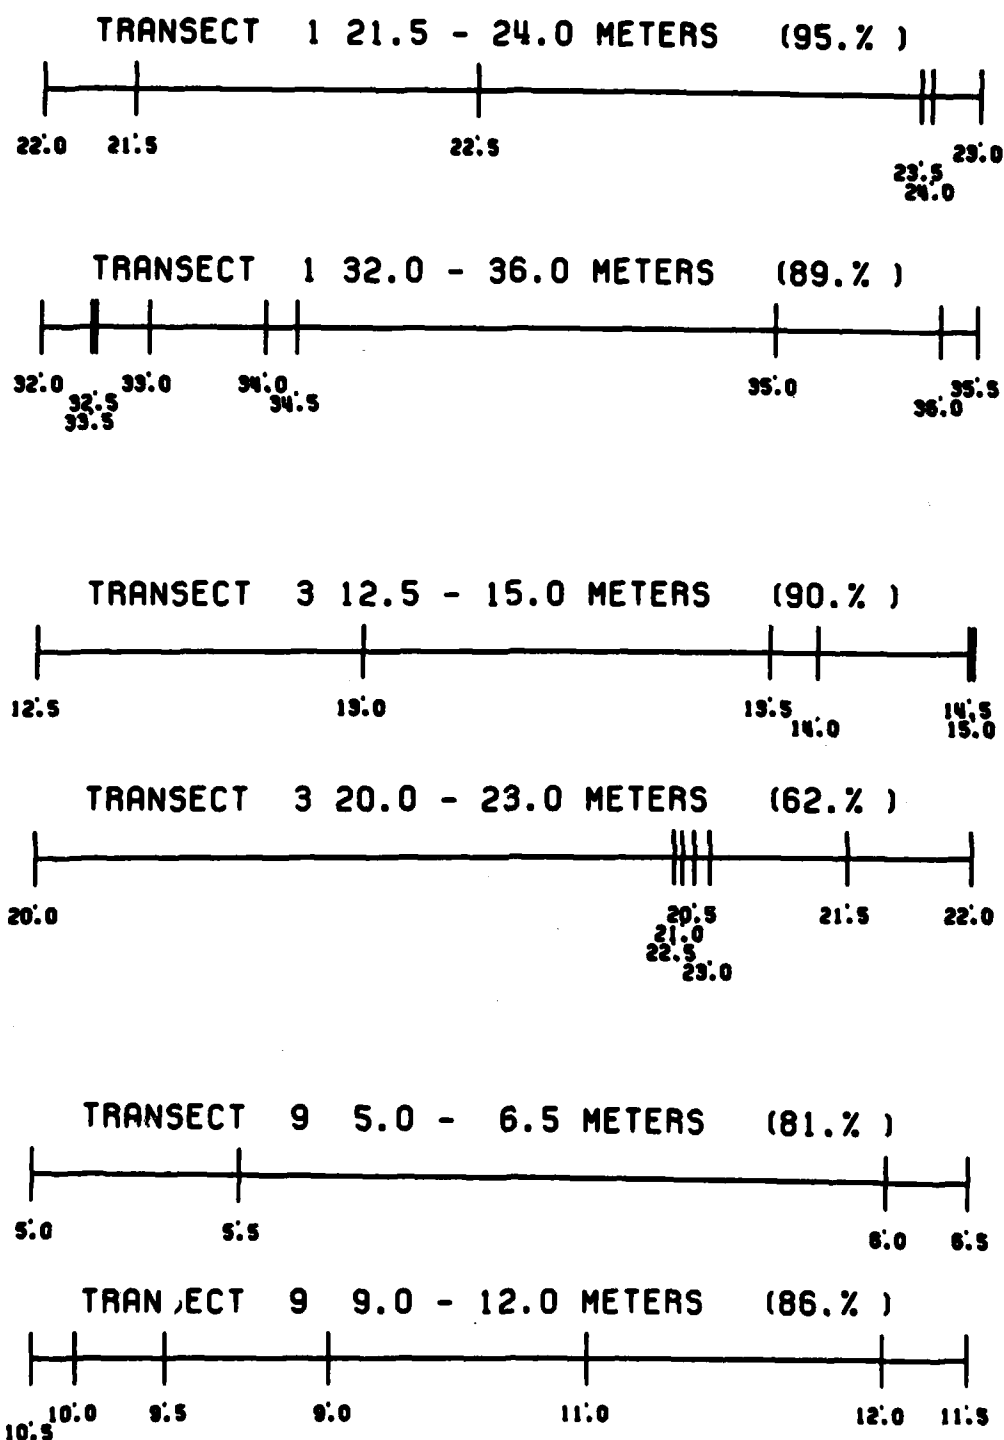 TRANSECT 1 21.5 - 24.0 METERS (95.% )
22.0 21.5 22.5 23.0
23.5
24.0
TRANSECT 1 32.0 - 36.0 METERS (89.% )
32.0 33.0 34.0 35.0 35.5
32.5 34.5 36.0
33.5
TRANSECT 3 12.5 - 15.0 METERS (90.% )
12.5 13.0 13.5 14.5
14.0 15.0
TRANSECT 3 20.0 - 23.0 METERS (62.% )
20.0 20.5 21.5 22.0
21.0
22.5
23.0
TRANSECT 9 5.0 - 6.5 METERS (81.% )
5.0 5.5 6.0 6.5
TRANSECT 9 9.0 - 12.0 METERS (86.% )
10.0 9.5 9.0 11.0 12.0 11.5
10.5